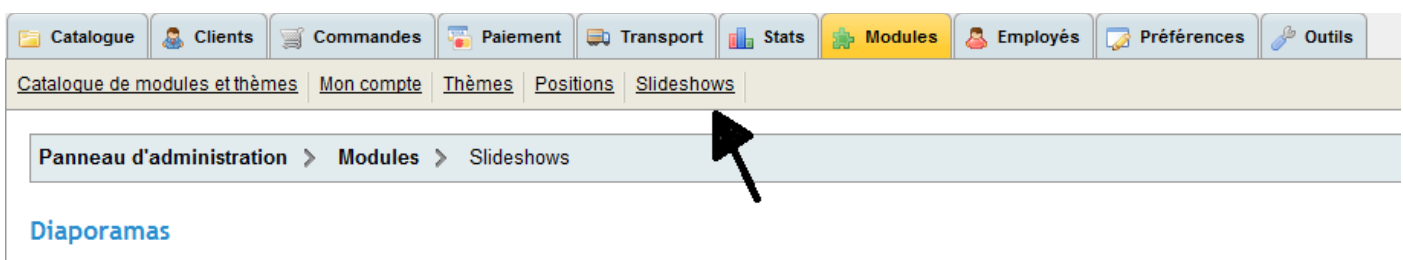 Catalogue Clients Commandes Paiement Transport Stats Modules Employés Préférences Outils
Catalogue de modules et thèmes Mon compte Thèmes Positions Slideshows
Panneau d'administration > Modules > Slideshows
Diaporamas